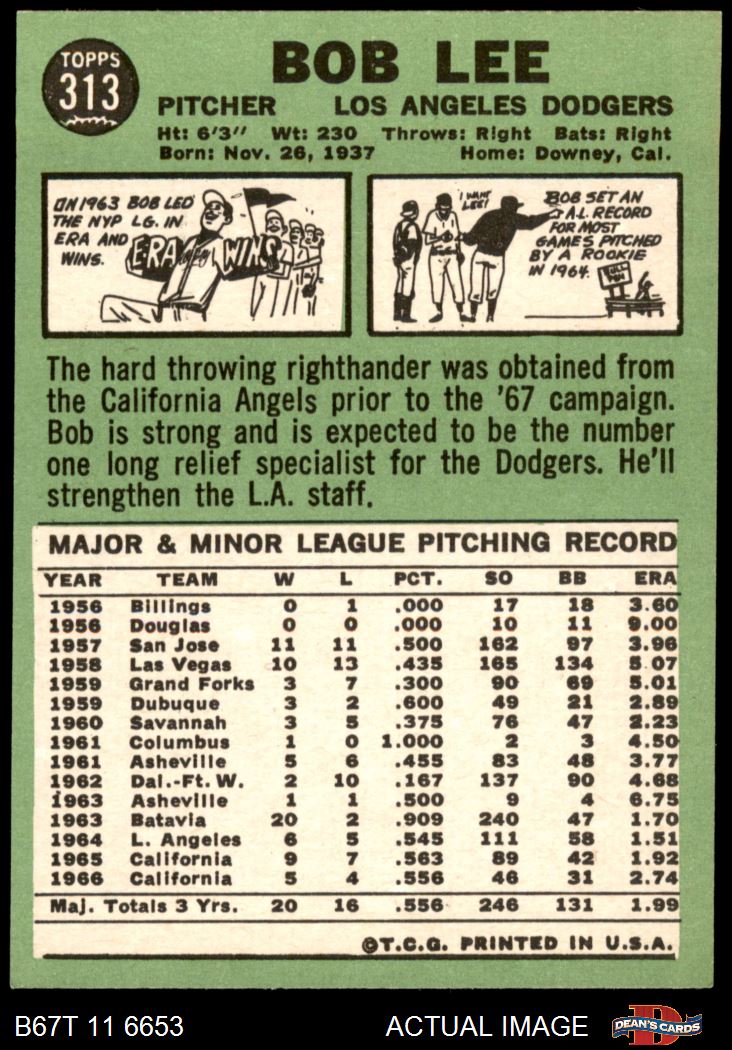 TOPPS
313
BOB LEE
PITCHER LOS ANGELES DODGERS
Ht: 6'3" Wt: 230 Throws: Right Bats: Right
Born: Nov. 26, 1937 Home: Downey, Cal.
IN 1963 BOB LED
THE NYP LG. IN
ERA AND
WINS.
ERA
WINS
I WANT
LEE!
BOB SET AN
A.L. RECORD
FOR MOST
GAMES PITCHED
BY A ROOKIE
IN 1964.
BULL
PEN
The hard throwing righthander was obtained from
the California Angels prior to the '67 campaign.
Bob is strong and is expected to be the number
one long relief specialist for the Dodgers. He'll
strengthen the L.A. staff.
MAJOR & MINOR LEAGUE PITCHING RECORD
YEAR TEAM W L PCT. SO BB ERA
1956 Billings 0 1 .000 17 18 3.60
1956 Douglas 0 0 .000 10 11 9.00
1957 San Jose 11 11 .500 162 97 3.96
1958 Las Vegas 10 13 .435 165 134 5.07
1959 Grand Forks 3 7 .300 90 69 5.01
1959 Dubuque 3 2 .600 49 21 2.89
1960 Savannah 3 5 .375 76 47 2.23
1961 Columbus 1 0 1.000 2 3 4.50
1961 Asheville 5 6 .455 83 48 3.77
1962 Dal.-Ft. W. 2 10 .167 137 90 4.68
1963 Asheville 1 1 .500 9 4 6.75
1963 Batavia 20 2 .909 240 47 1.70
1964 L. Angeles 6 5 .545 111 58 1.51
1965 California 9 7 .563 89 42 1.92
1966 California 5 4 .556 46 31 2.74
Maj. Totals 3 Yrs. 20 16 .556 246 131 1.99
©T.C.G. PRINTED IN U.S.A.
B67T 11 6653 ACTUAL IMAGE
D
DEAN'S CARDS